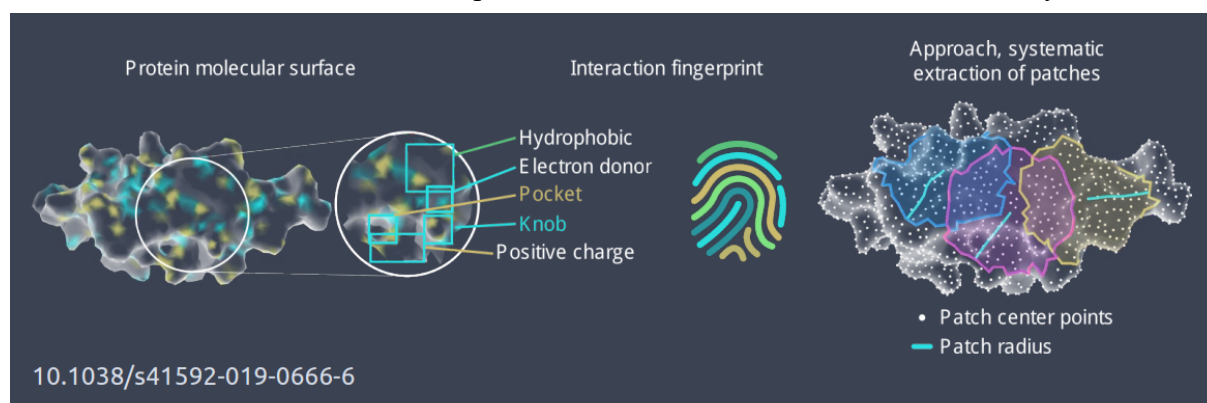 Protein molecular surface
Interaction fingerprint
Approach, systematic
extraction of patches
Hydrophobic
Electron donor
Pocket
Knob
Positive charge
Patch center points
Patch radius
10.1038/s41592-019-0666-6